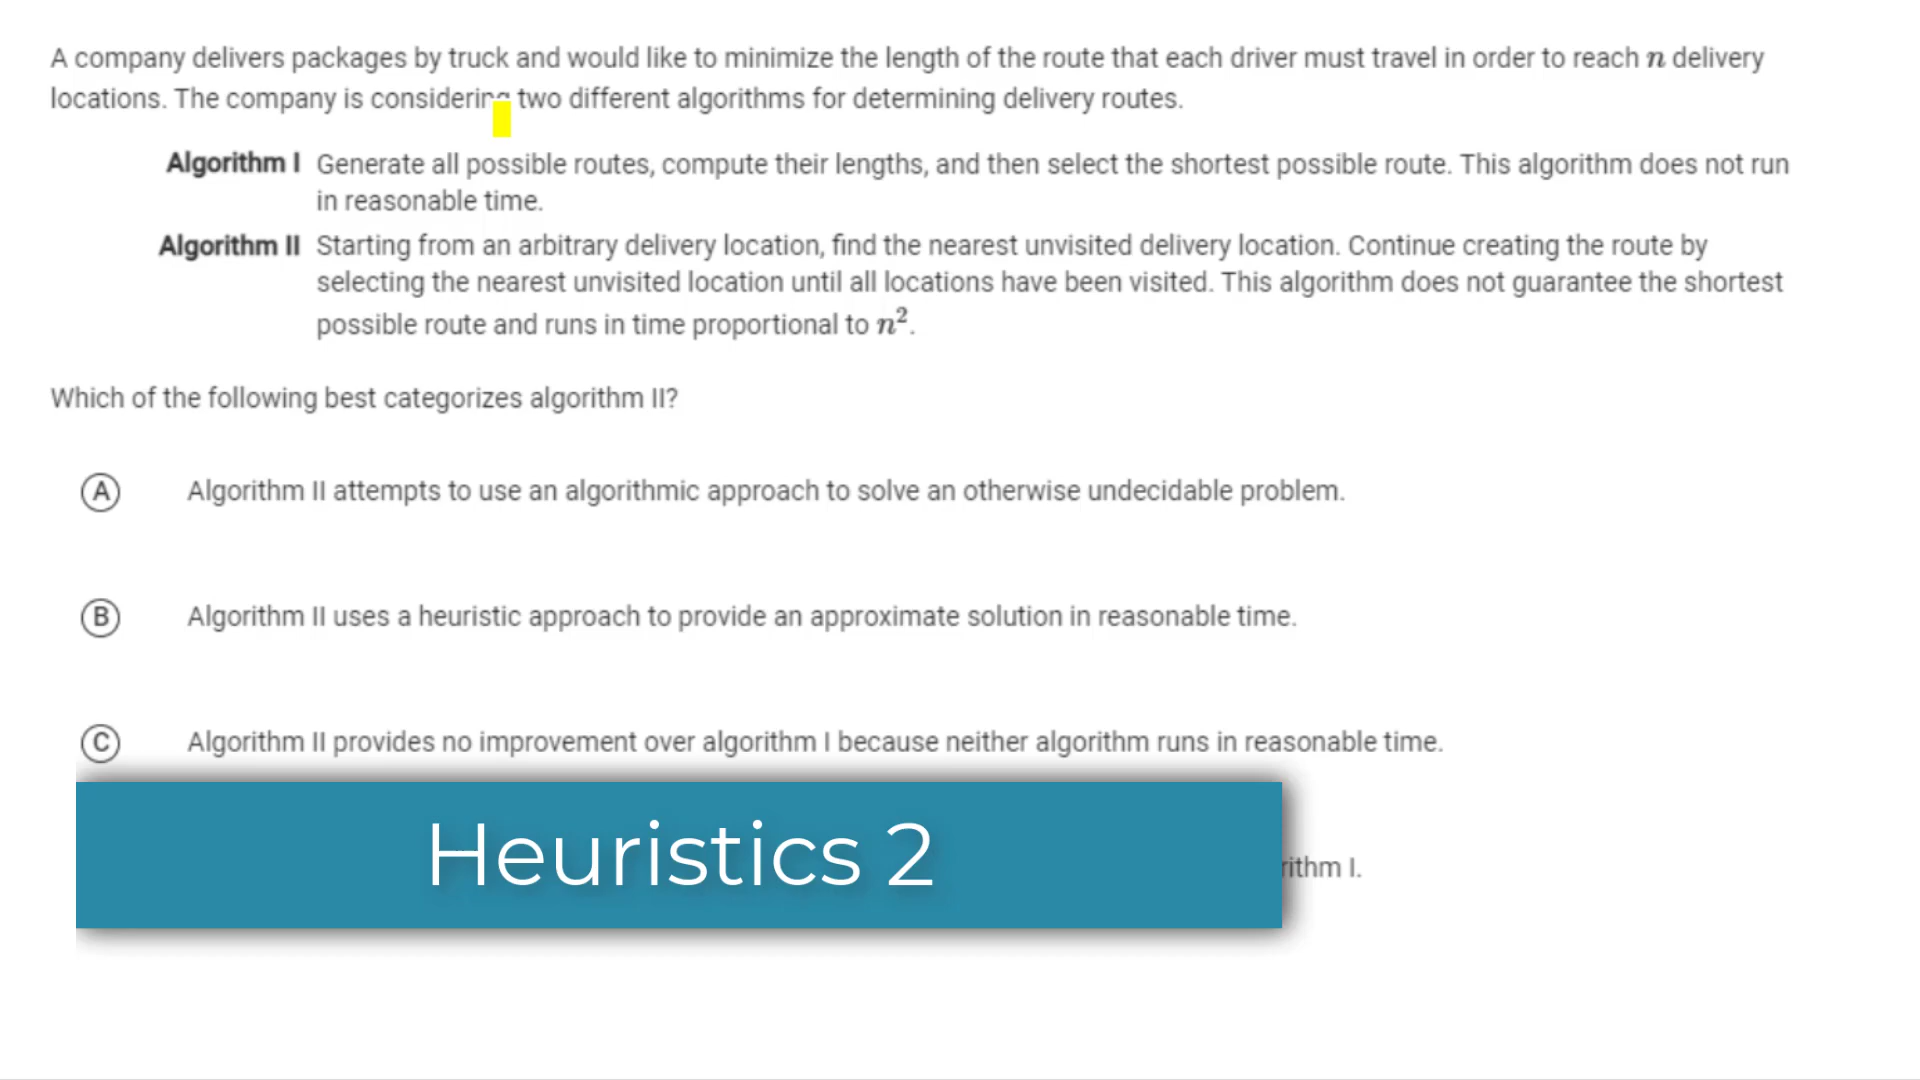 A company delivers packages by truck and would like to minimize the length of the route that each driver must travel in order to reach n delivery
locations. The company is considering two different algorithms for determining delivery routes.
Algorithm I Generate all possible routes, compute their lengths, and then select the shortest possible route. This algorithm does not run
in reasonable time.
Algorithm II Starting from an arbitrary delivery location, find the nearest unvisited delivery location. Continue creating the route by
selecting the nearest unvisited location until all locations have been visited. This algorithm does not guarantee the shortest
possible route and runs in time proportional to n².
Which of the following best categorizes algorithm II?
A Algorithm II attempts to use an algorithmic approach to solve an otherwise undecidable problem.
B Algorithm II uses a heuristic approach to provide an approximate solution in reasonable time.
C Algorithm II provides no improvement over algorithm I because neither algorithm runs in reasonable time.
Heuristics 2
rithm I.